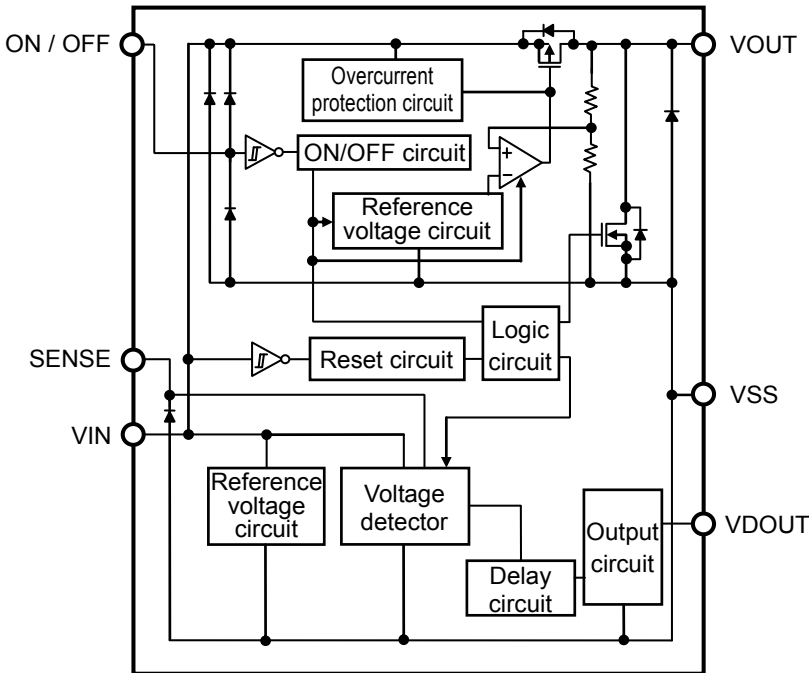 ON / OFF
VOUT
Overcurrent
protection circuit
+
ON/OFF circuit
−
Reference
voltage circuit
Logic
circuit
SENSE
Reset circuit
VSS
VIN
Reference
voltage
circuit
Voltage
detector
Output
circuit
VDOUT
Delay
circuit